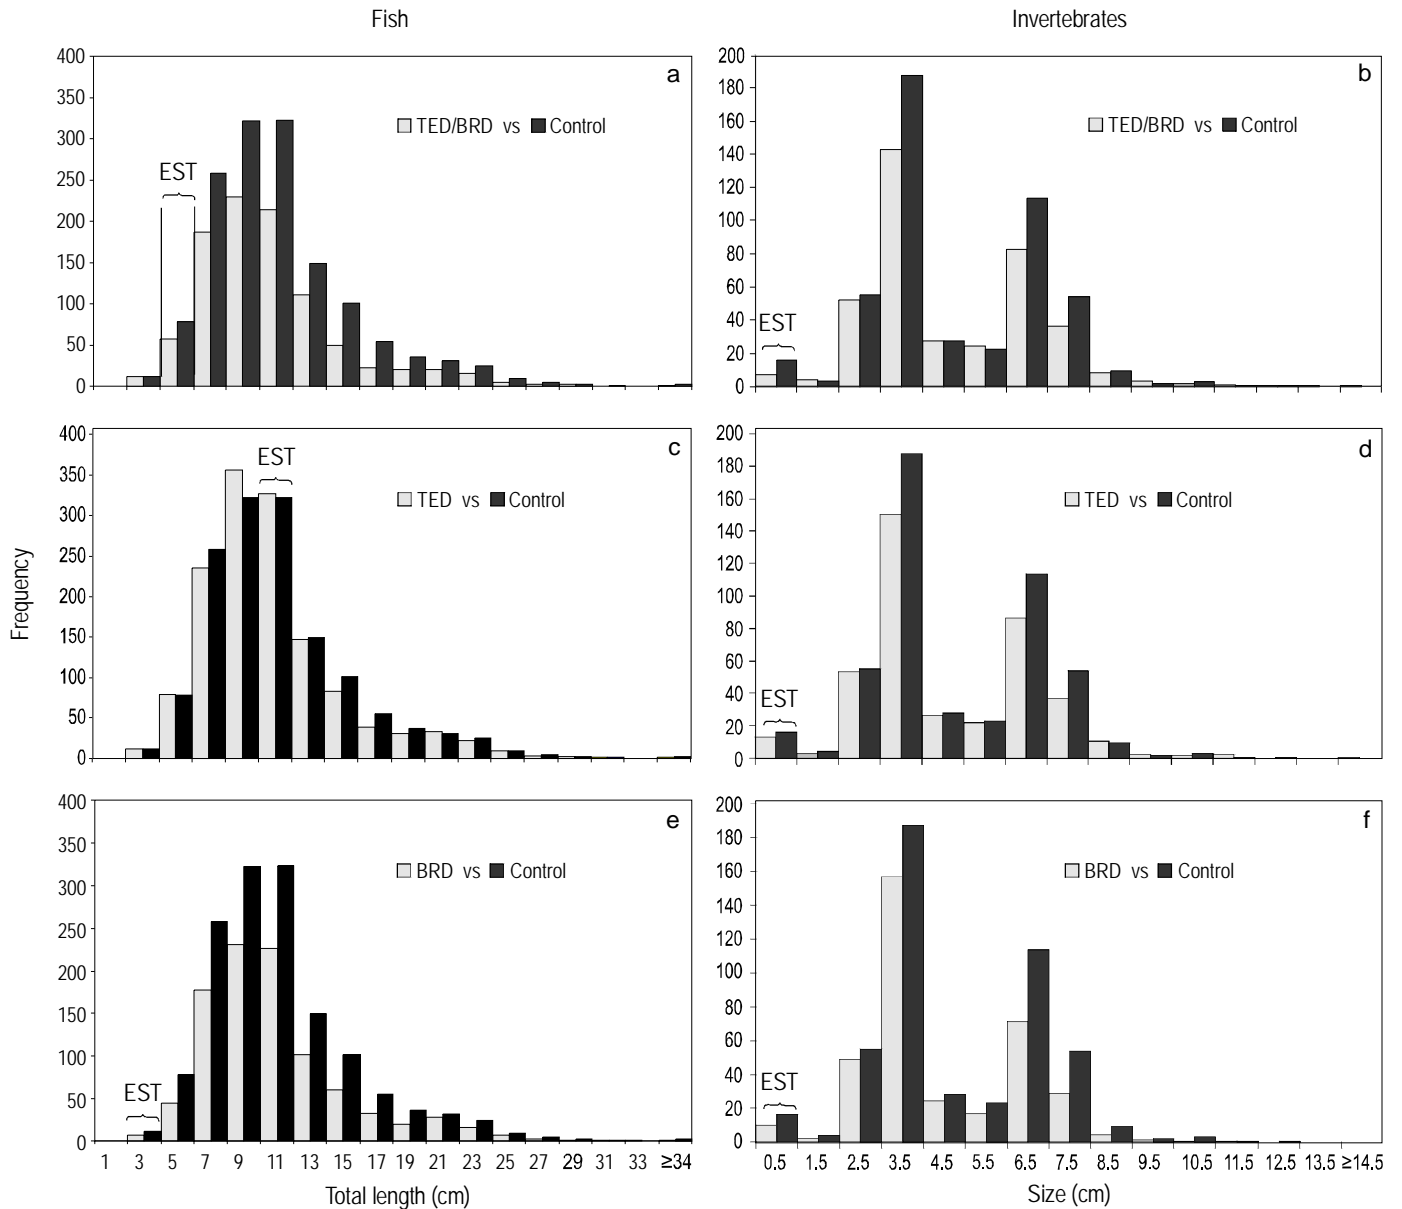 Fish
Invertebrates
a
TED/BRD vs Control
EST
400
350
300
250
200
150
100
50
0
b
TED/BRD vs Control
EST
200
180
160
140
120
100
80
60
40
20
0
c
TED vs Control
EST
400
350
300
250
200
150
100
50
0
d
TED vs Control
EST
200
180
160
140
120
100
80
60
40
20
0
Frequency
e
BRD vs Control
EST
400
350
300
250
200
150
100
50
0
1 3 5 7 9 11 13 15 17 19 21 23 25 27 29 31 33 ≥34
Total length (cm)
f
BRD vs Control
EST
200
180
160
140
120
100
80
60
40
20
0
0.5 1.5 2.5 3.5 4.5 5.5 6.5 7.5 8.5 9.5 10.5 11.5 12.5 13.5 ≥14.5
Size (cm)